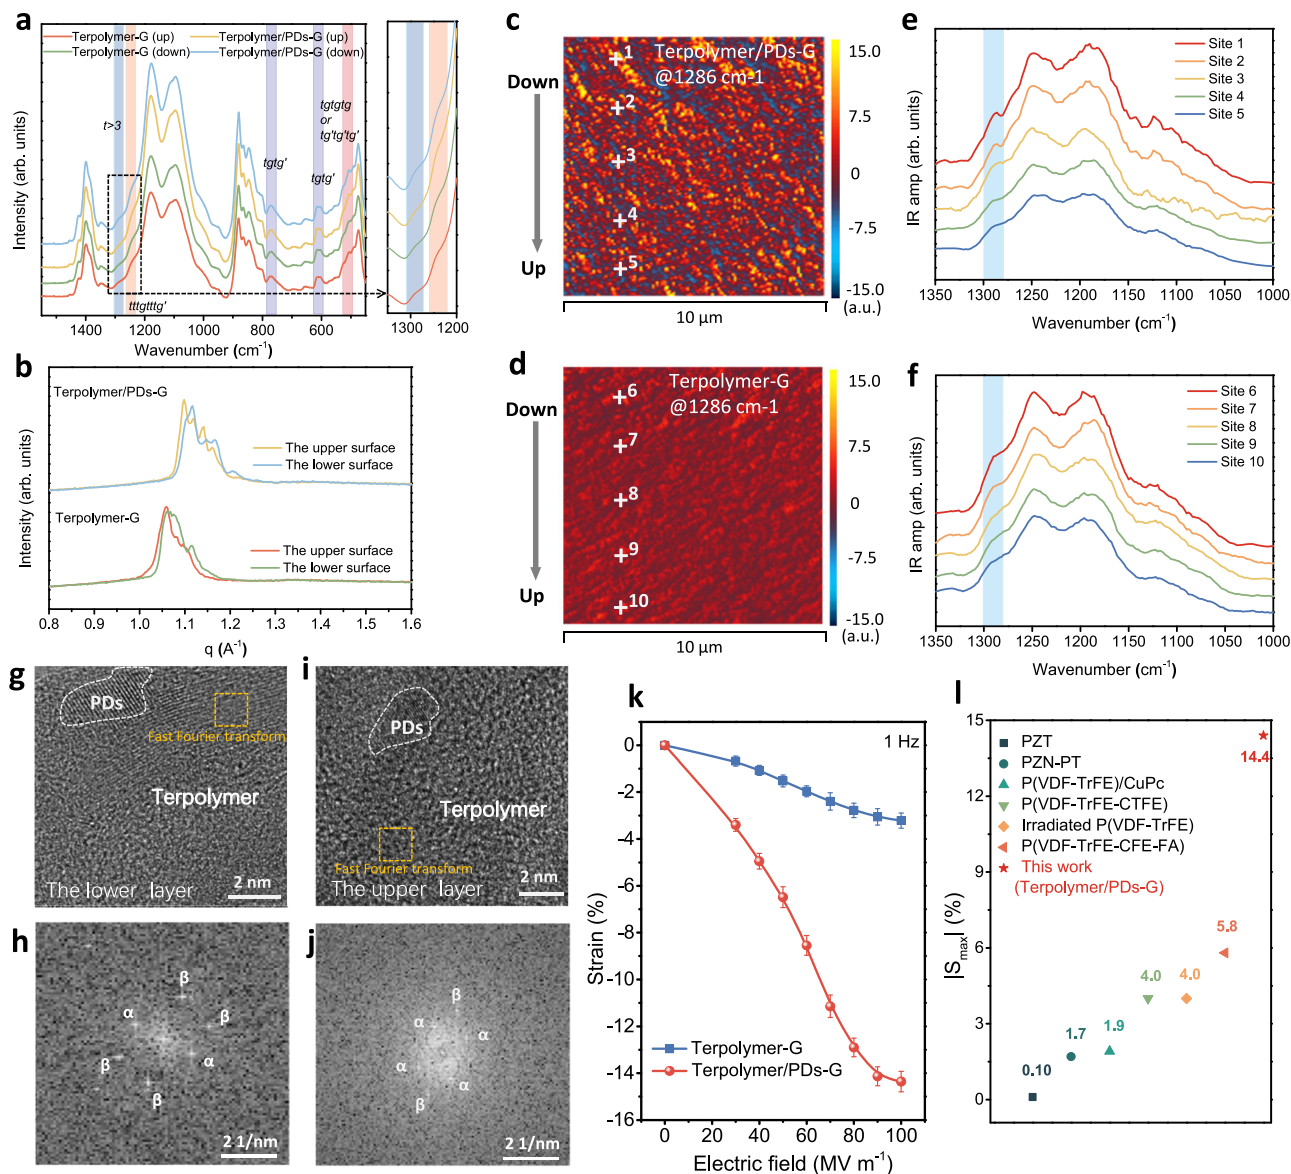 a
Terpolymer-G (up)
Terpolymer/PDs-G (up)
Terpolymer-G (down)
Terpolymer/PDs-G (down)
t>3
tgtg'
tgtg'
tgtgtg
or
tg'tg'tg'
tttgtttg'
Intensity (arb. units)
1400 1200 1000 800 600
Wavenumber (cm⁻¹)
1300 1200
b
Terpolymer/PDs-G
The upper surface
The lower surface
Terpolymer-G
The upper surface
The lower surface
Intensity (arb. units)
0.8 0.9 1.0 1.1 1.2 1.3 1.4 1.5 1.6
q (A⁻¹)
c
Down
Up
Terpolymer/PDs-G
@1286 cm-1
1
2
3
4
5
15.0
7.5
0
-7.5
-15.0
(a.u.)
10 μm
d
Down
Up
Terpolymer-G
@1286 cm-1
6
7
8
9
10
15.0
7.5
0
-7.5
-15.0
(a.u.)
10 μm
e
Site 1
Site 2
Site 3
Site 4
Site 5
IR amp (arb. units)
1350 1300 1250 1200 1150 1100 1050 1000
Wavenumber (cm⁻¹)
f
Site 6
Site 7
Site 8
Site 9
Site 10
IR amp (arb. units)
1350 1300 1250 1200 1150 1100 1050 1000
Wavenumber (cm⁻¹)
g
PDs
Fast Fourier transform
Terpolymer
The lower layer
2 nm
h
β
α
β
β
α
β
2 1/nm
i
PDs
Terpolymer
Fast Fourier transform
The upper layer
2 nm
j
β
α
α
α
α
β
2 1/nm
k
1 Hz
Terpolymer-G
Terpolymer/PDs-G
Strain (%)
0
-2
-4
-6
-8
-10
-12
-14
-16
0 20 40 60 80 100
Electric field (MV m⁻¹)
l
PZT
PZN-PT
P(VDF-TrFE)/CuPc
P(VDF-TrFE-CTFE)
Irradiated P(VDF-TrFE)
P(VDF-TrFE-CFE-FA)
This work
(Terpolymer/PDs-G)
14.4
5.8
4.0
4.0
1.9
1.7
0.10
|Smax| (%)
15
12
9
6
3
0